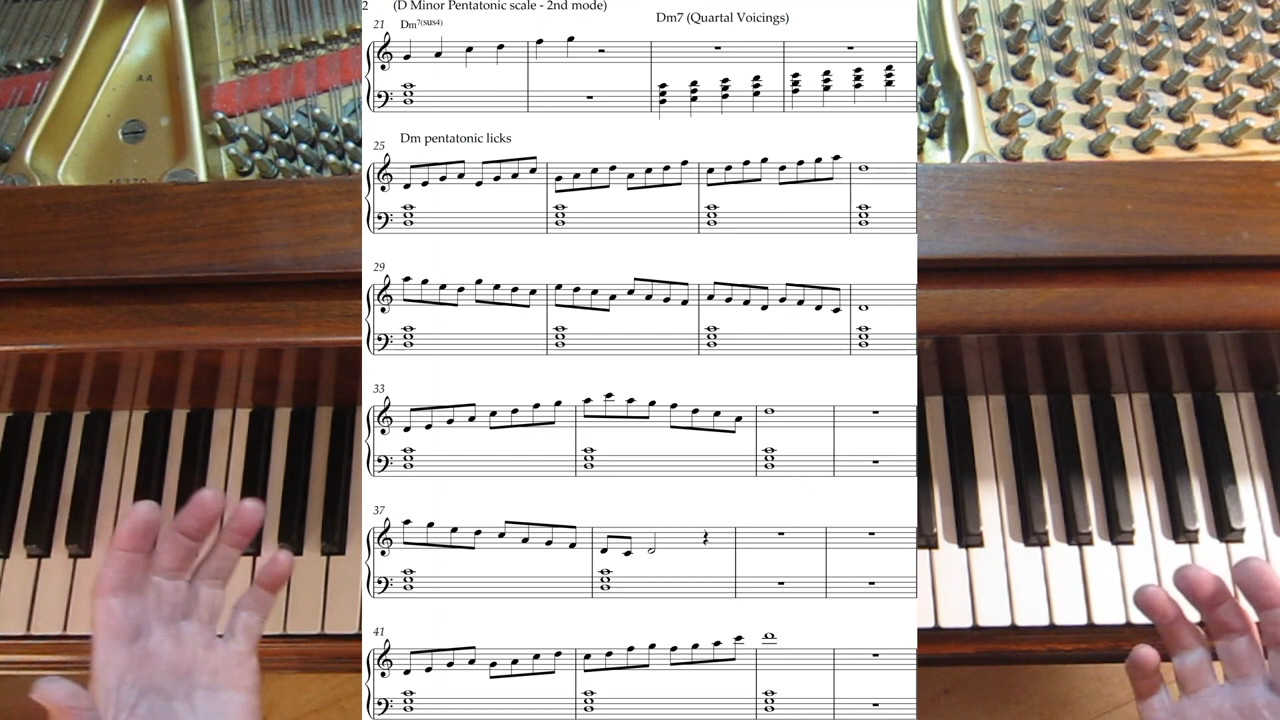 2 (D Minor Pentatonic scale - 2nd mode)
Dm7 (Quartal Voicings)
21 Dm7(sus4)
AA
Dm pentatonic licks
25
29
33
37
41